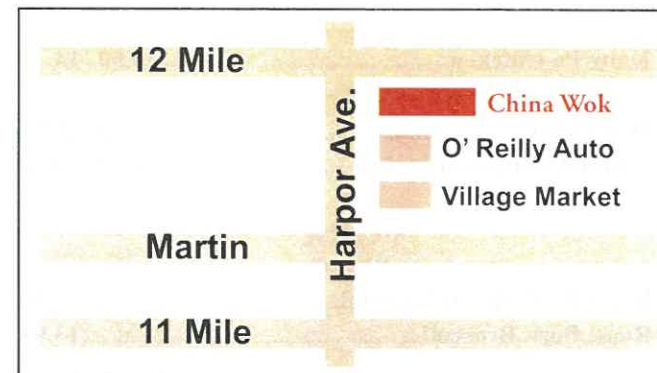 12 Mile
Harpor Ave.
China Wok
O' Reilly Auto
Village Market
Martin
11 Mile